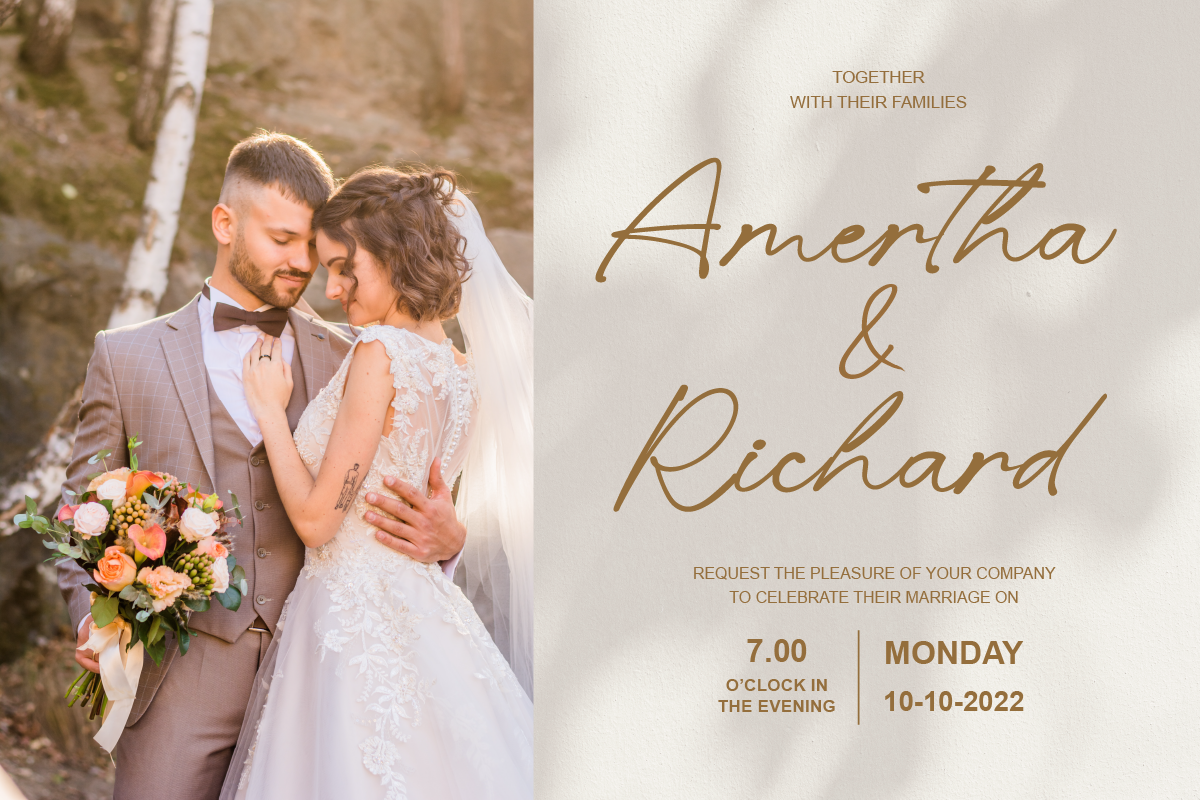 TOGETHER
WITH THEIR FAMILIES
Amertha
&
Richard
REQUEST THE PLEASURE OF YOUR COMPANY
TO CELEBRATE THEIR MARRIAGE ON
7.00
O’CLOCK IN
THE EVENING
MONDAY
10-10-2022